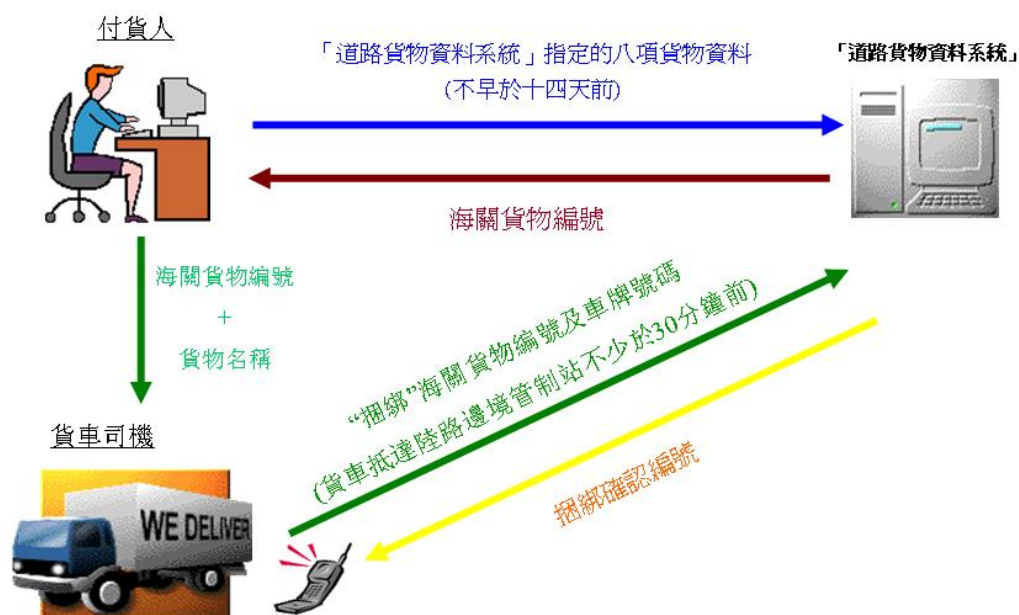 付貨人
「道路貨物資料系統」指定的八項貨物資料
(不早於十四天前)
「道路貨物資料系統」
海關貨物編號
海關貨物編號
+
貨物名稱
“捆綁”海關貨物編號及車牌號碼
(貨車抵達陸路邊境管制站不少於30分鐘前)
捆綁確認編號
貨車司機
WE DELIVER